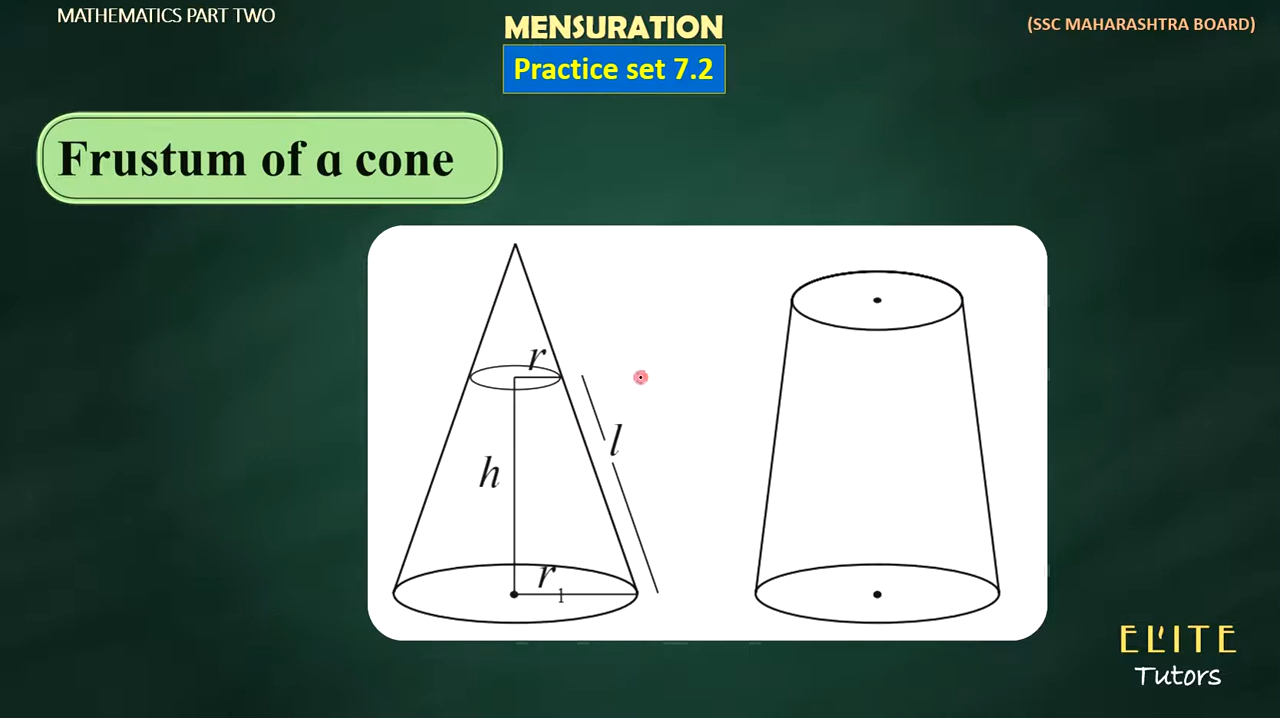 MATHEMATICS PART TWO
MENSURATION
(SSC MAHARASHTRA BOARD)
Practice set 7.2
Frustum of a cone
r
l
h
r1
ELITE
Tutors